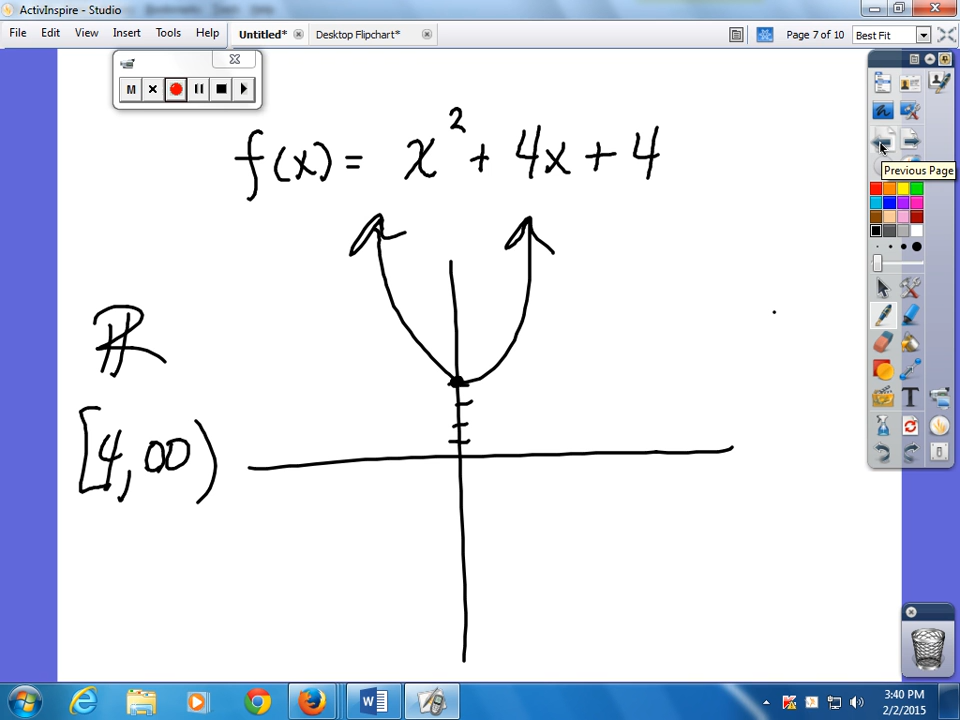 ActivInspire - Studio
File Edit View Insert Tools Help Untitled* Desktop Flipchart* Page 7 of 10 Best Fit
M
f(x) = x² + 4x + 4
Previous Page
ℝ
[4, ∞)
T
W
3:40 PM
2/2/2015